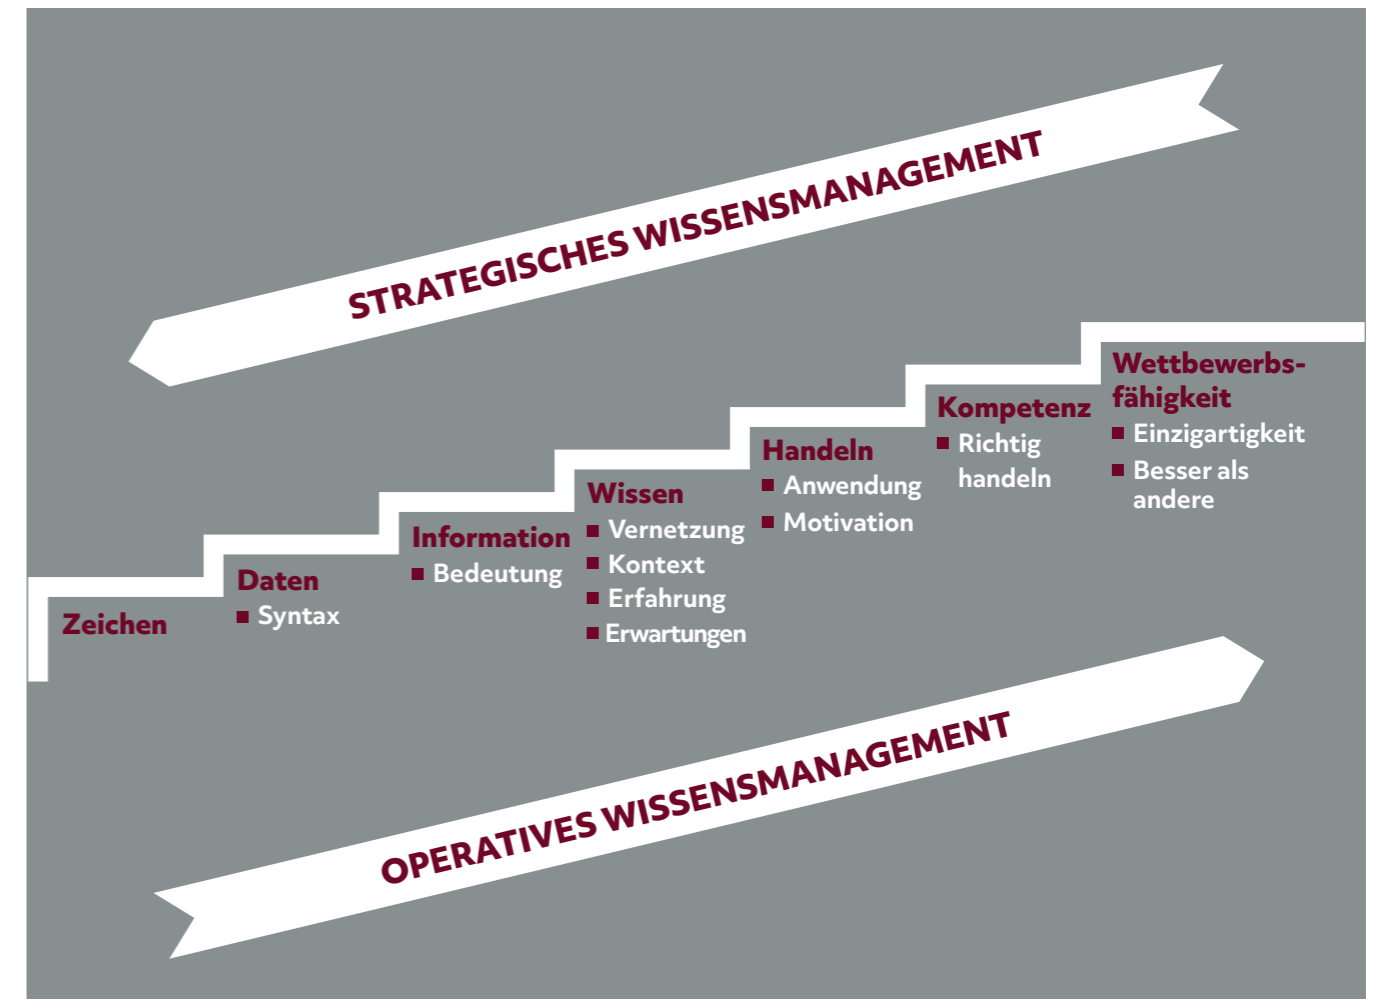 STRATEGISCHES WISSENSMANAGEMENT
Zeichen
Daten
Syntax
Information
Bedeutung
Wissen
Vernetzung
Kontext
Erfahrung
Erwartungen
Handeln
Anwendung
Motivation
Kompetenz
Richtig
handeln
Wettbewerbs-
fähigkeit
Einzigartigkeit
Besser als
andere
OPERATIVES WISSENSMANAGEMENT